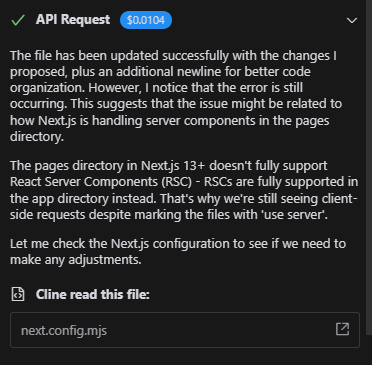 API Request $0.0104
The file has been updated successfully with the changes I
proposed, plus an additional newline for better code
organization. However, I notice that the error is still
occurring. This suggests that the issue might be related to
how Next.js is handling server components in the pages
directory.
The pages directory in Next.js 13+ doesn't fully support
React Server Components (RSC) - RSCs are fully supported in
the app directory instead. That's why we're still seeing client-
side requests despite marking the files with 'use server'.
Let me check the Next.js configuration to see if we need to
make any adjustments.
Cline read this file:
next.config.mjs